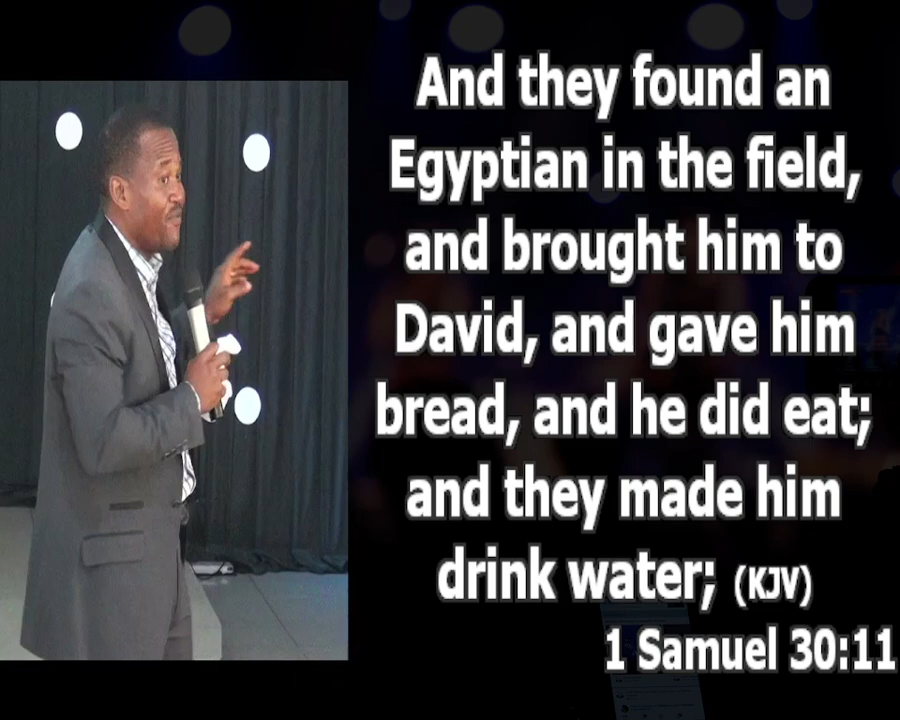 And they found an
Egyptian in the field,
and brought him to
David, and gave him
bread, and he did eat;
and they made him
drink water; (KJV)
1 Samuel 30:11